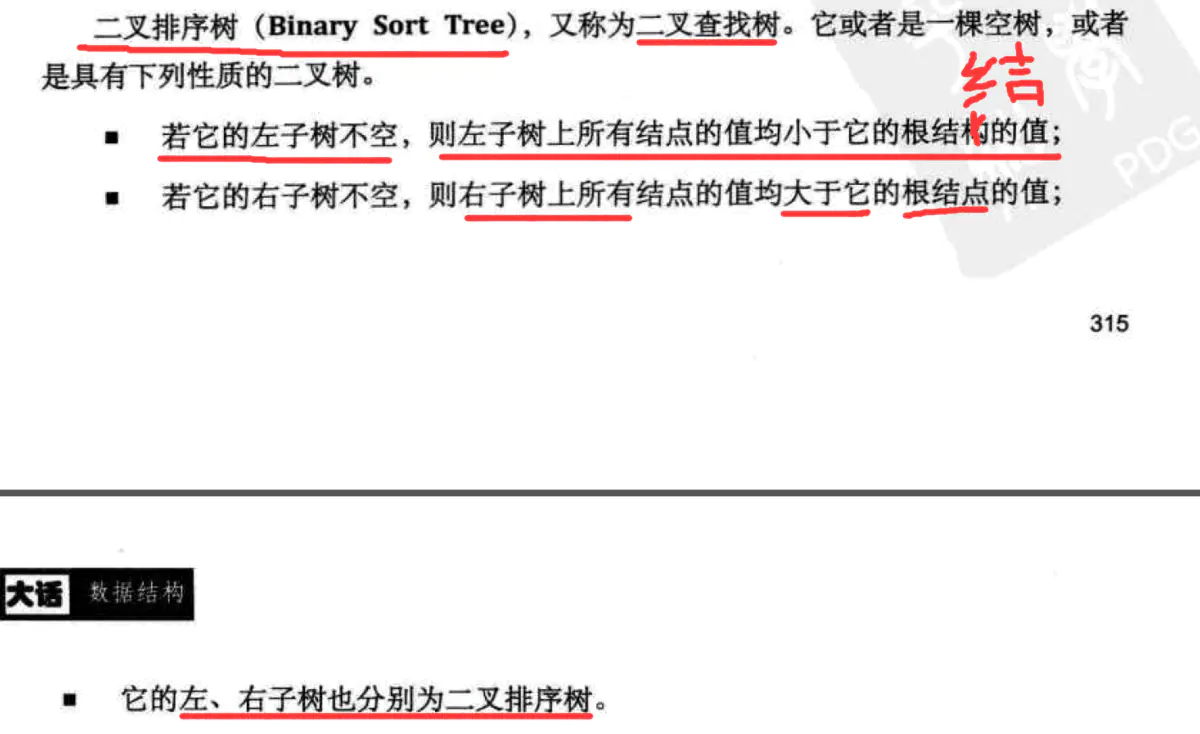 二叉排序树（Binary Sort Tree），又称为二叉查找树。它或者是一棵空树，或者
是具有下列性质的二叉树。
结
■ 若它的左子树不空，则左子树上所有结点的值均小于它的根结构的值；
■ 若它的右子树不空，则右子树上所有结点的值均大于它的根结点的值；
PDG
315
大话 数据结构
■ 它的左、右子树也分别为二叉排序树。